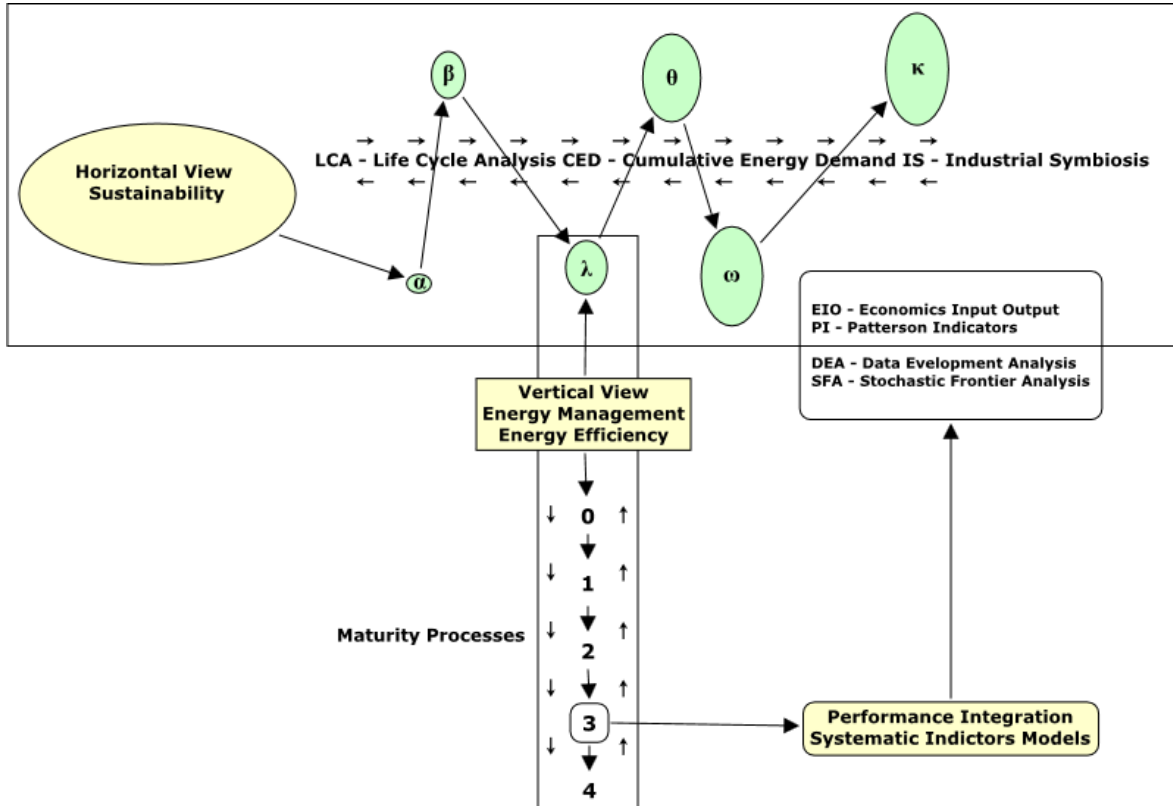 β
θ
κ
LCA - Life Cycle Analysis CED - Cumulative Energy Demand IS - Industrial Symbiosis
Horizontal View
Sustainability
α
λ
ω
EIO - Economics Input Output
PI - Patterson Indicators
DEA - Data Evelopment Analysis
SFA - Stochastic Frontier Analysis
Vertical View
Energy Management
Energy Efficiency
0
1
Maturity Processes
2
3
Performance Integration
Systematic Indictors Models
4